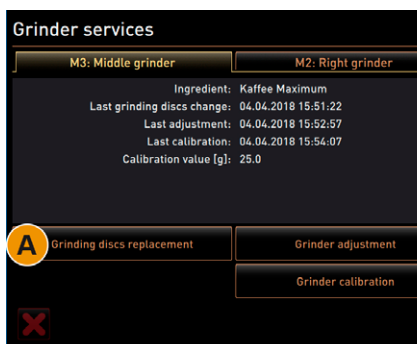 Grinder services
M3: Middle grinder M2: Right grinder
Ingredient: Kaffee Maximum
Last grinding discs change: 04.04.2018 15:51:22
Last adjustment: 04.04.2018 15:52:57
Last calibration: 04.04.2018 15:54:07
Calibration value [g]: 25.0
A Grinding discs replacement Grinder adjustment
Grinder calibration